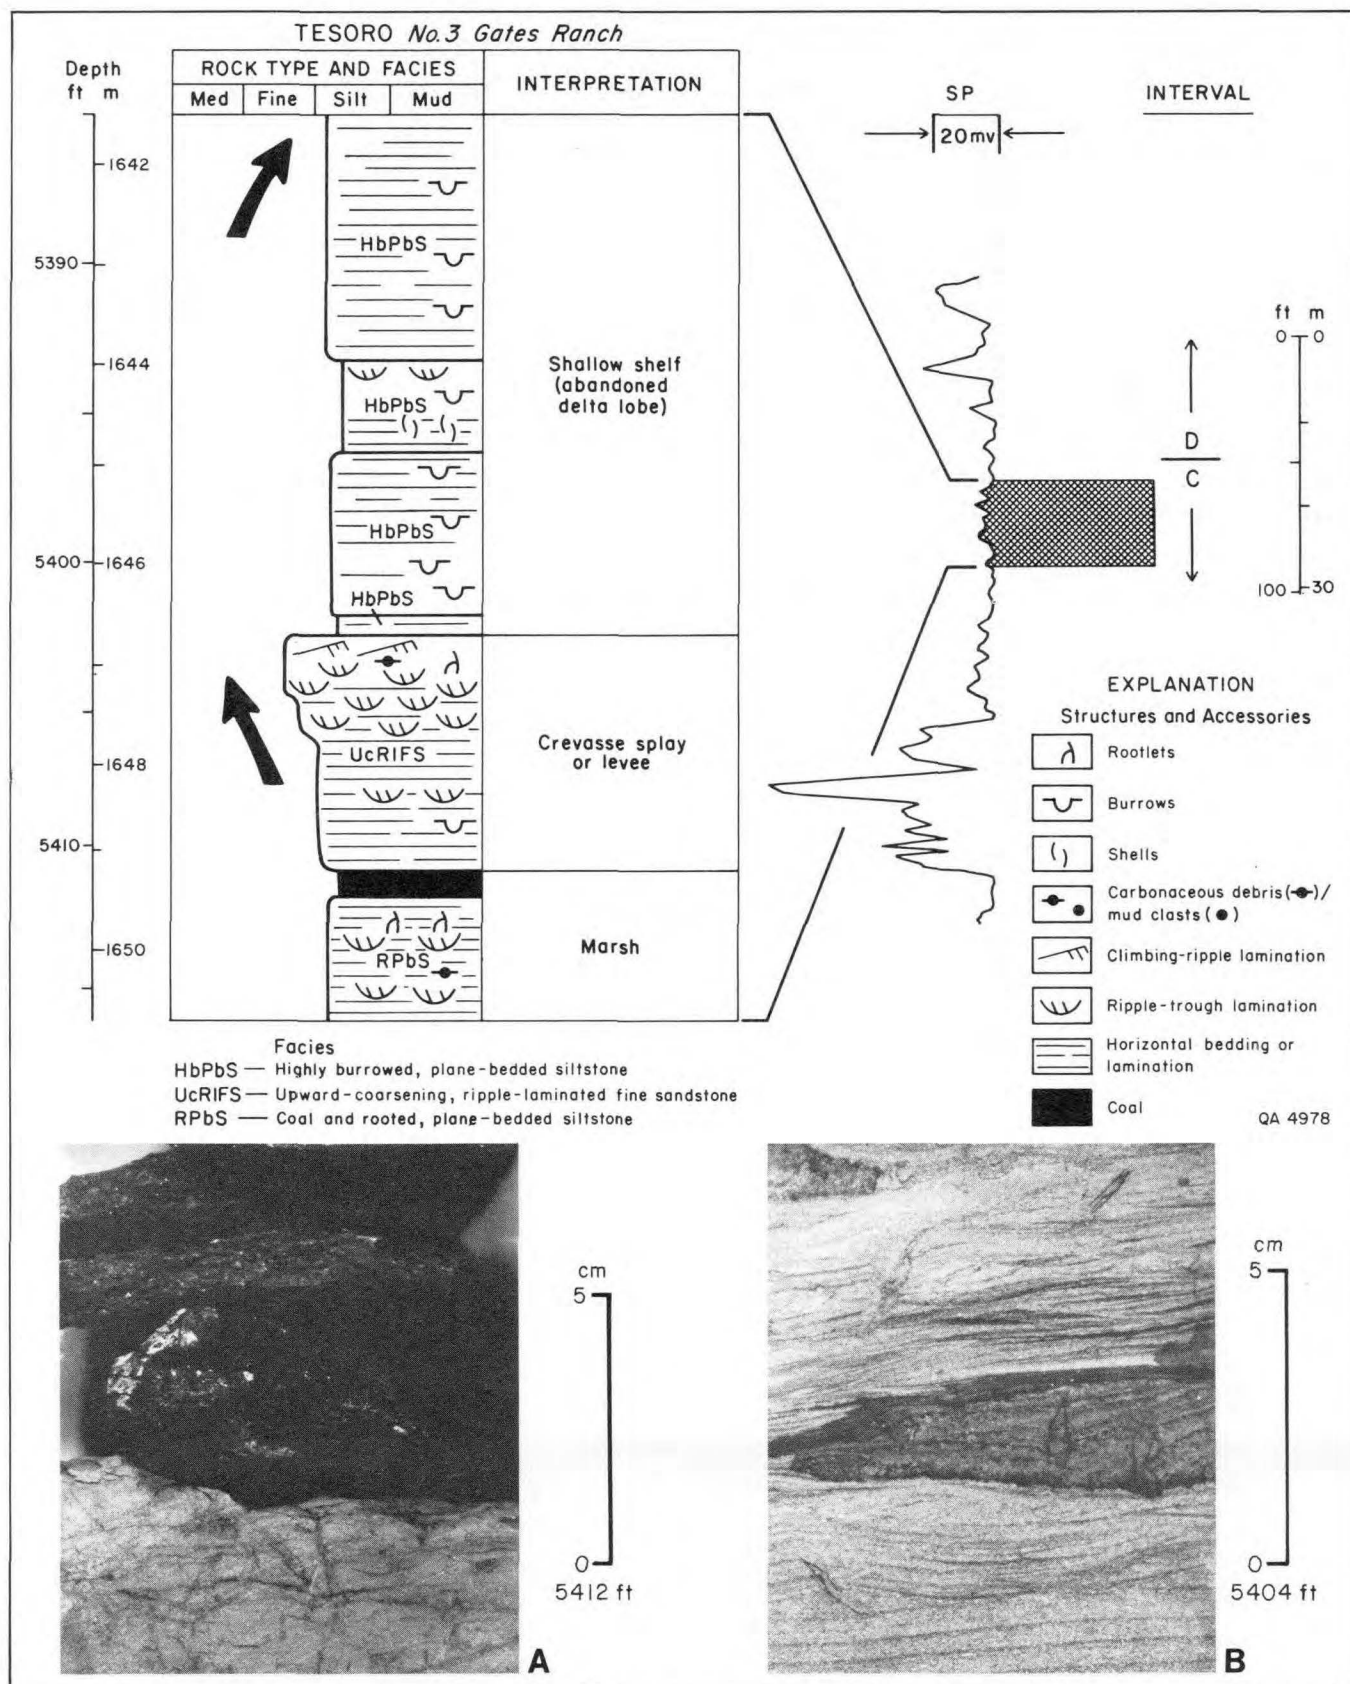 TESORO No. 3 Gates Ranch
Depth
ft m
ROCK TYPE AND FACIES
INTERPRETATION
Med Fine Silt Mud
SP
INTERVAL
20mv
1642
HbPbS
5390
1644
HbPbS
Shallow shelf
(abandoned
delta lobe)
HbPbS
5400
1646
HbPbS
1648
UcRIFS
Crevasse splay
or levee
5410
1650
RPbS
Marsh
ft m
0 0
D
C
100 30
EXPLANATION
Structures and Accessories
Rootlets
Burrows
Shells
Carbonaceous debris ( )/
mud clasts ( )
Climbing-ripple lamination
Ripple-trough lamination
Horizontal bedding or
lamination
Coal
QA 4978
Facies
HbPbS — Highly burrowed, plane-bedded siltstone
UcRIFS — Upward-coarsening, ripple-laminated fine sandstone
RPbS — Coal and rooted, plane-bedded siltstone
cm
5
0
5412 ft
A
cm
5
0
5404 ft
B